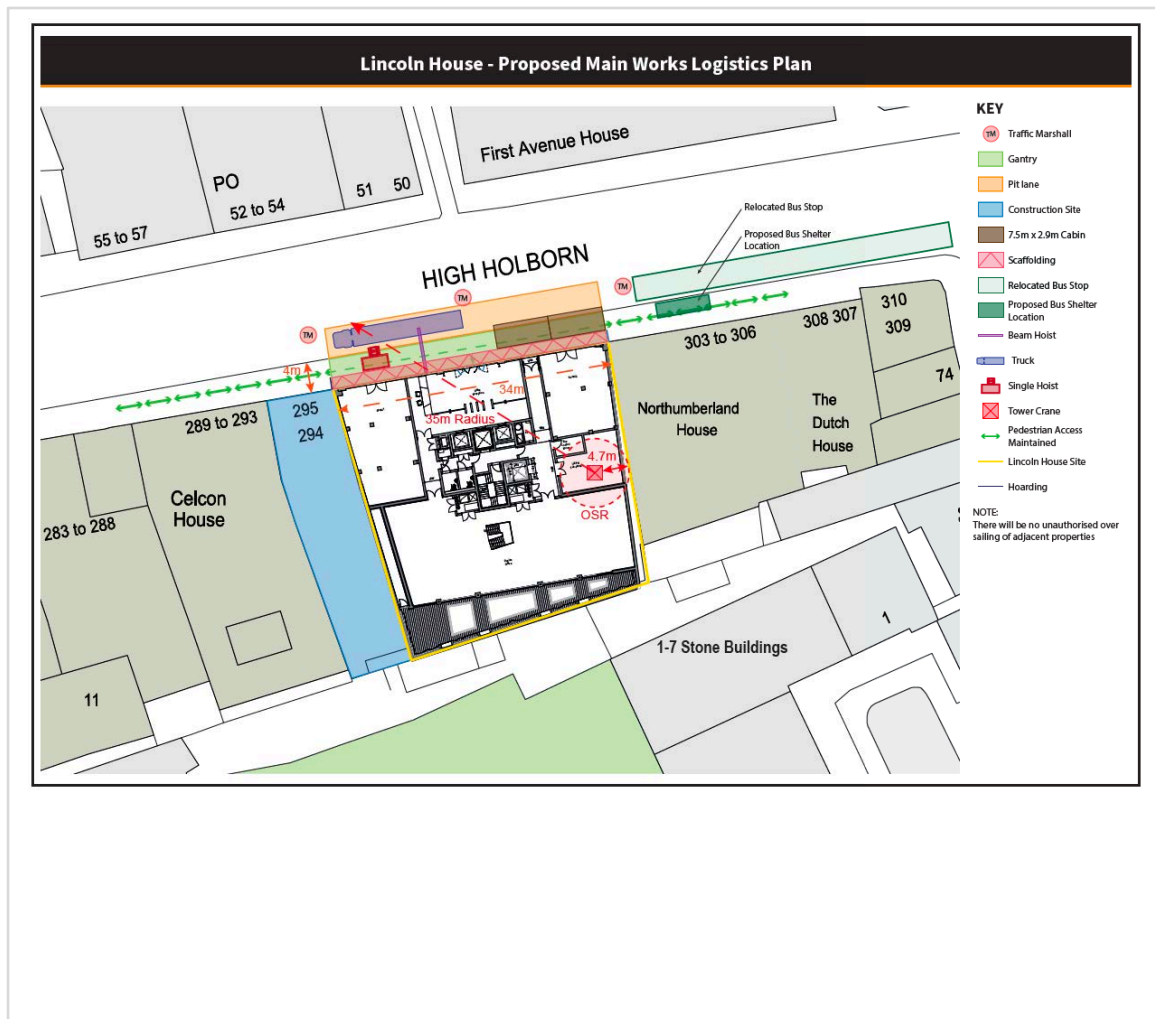 Lincoln House - Proposed Main Works Logistics Plan
First Avenue House
PO
51 50
52 to 54
55 to 57
HIGH HOLBORN
Relocated Bus Stop
Proposed Bus Shelter
Location
TM
TM
TM
4m
295
294
289 to 293
34m
35m Radius
4.7m
OSR
303 to 306
308 307
310
309
74
Northumberland
House
The
Dutch
House
Celcon
House
283 to 288
11
1-7 Stone Buildings
1
KEY
TM Traffic Marshall
Gantry
Pit lane
Construction Site
7.5m x 2.9m Cabin
Scaffolding
Relocated Bus Stop
Proposed Bus Shelter
Location
Beam Hoist
Truck
Single Hoist
Tower Crane
Pedestrian Access
Maintained
Lincoln House Site
Hoarding
NOTE:
There will be no unauthorised over
sailing of adjacent properties